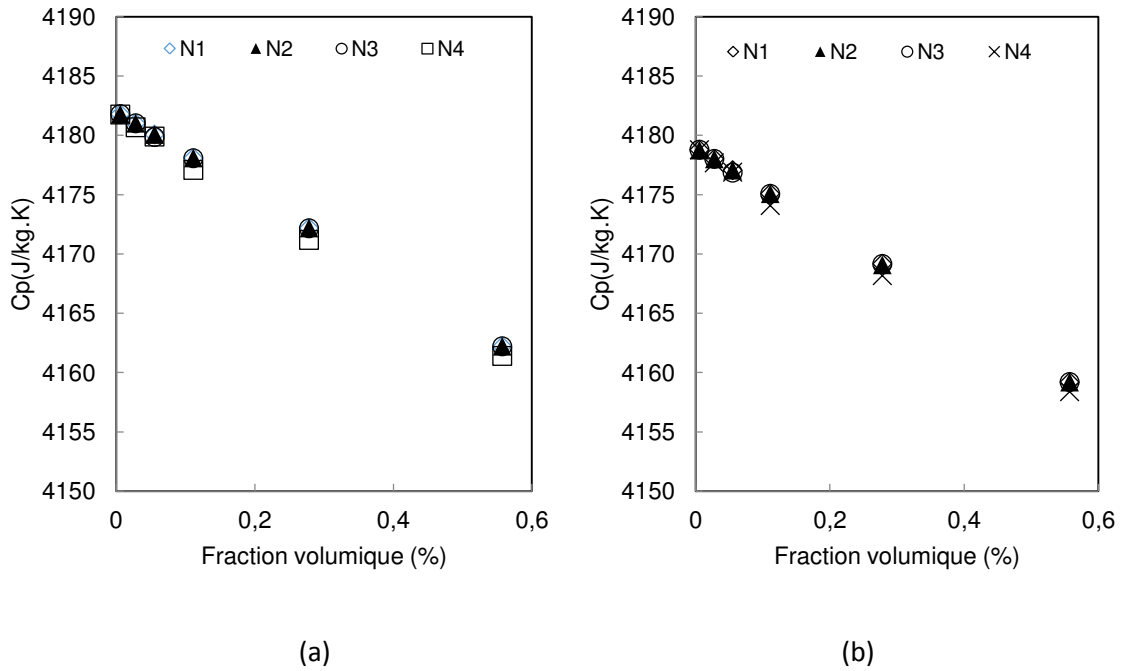 4190
4185
4180
4175
4170
4165
4160
4155
4150
Cp(J/kg.K)
N1 N2 N3 N4
0 0,2 0,4 0,6
Fraction volumique (%)
(a)
4190
4185
4180
4175
4170
4165
4160
4155
4150
Cp(J/kg.K)
N1 N2 N3 N4
0 0,2 0,4 0,6
Fraction volumique (%)
(b)